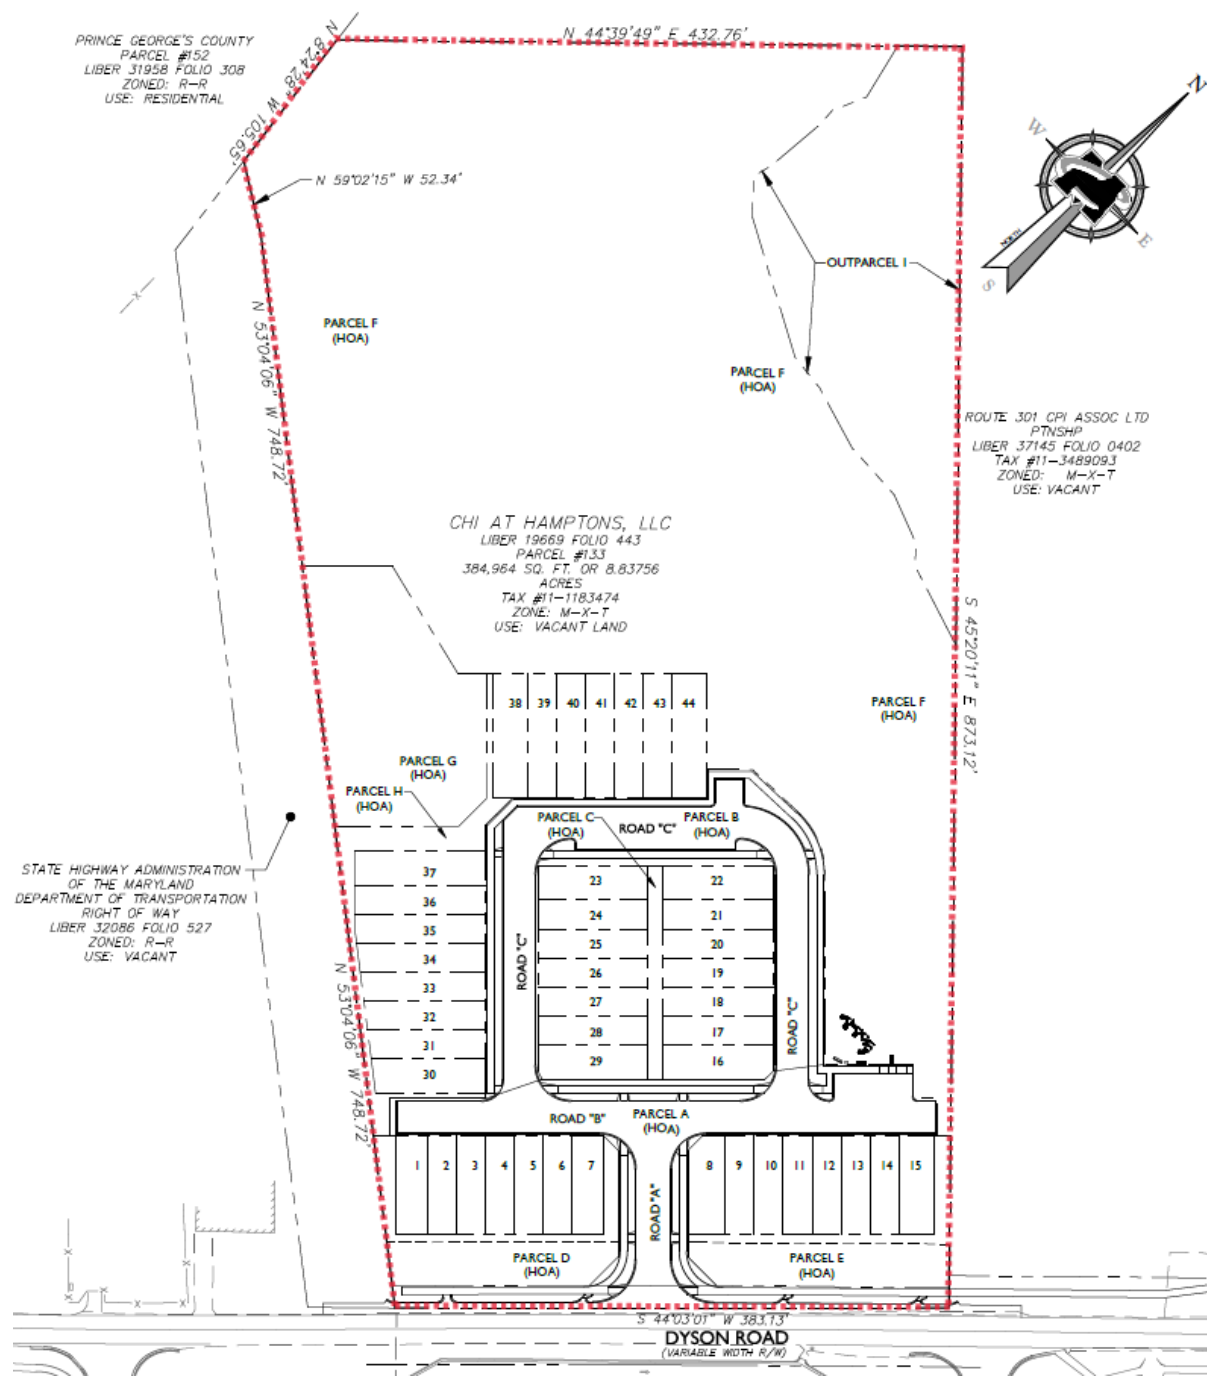 N 44°39'49" E 432.76'
PRINCE GEORGE'S COUNTY
PARCEL #152
LIBER 31958 FOLIO 308
ZONED: R-R
USE: RESIDENTIAL
N 8°24'28" W 105.65'
N 59°02'15" W 52.34'
N
W
E
S
NORTH
OUTPARCEL 1
N 53°04'06" W 748.72'
PARCEL F
(HOA)
PARCEL F
(HOA)
ROUTE 301 CPI ASSOC LTD
PTNSHP
LIBER 37145 FOLIO 0402
TAX #11-3489093
ZONED: M-X-T
USE: VACANT
CHI AT HAMPTONS, LLC
LIBER 19669 FOLIO 443
PARCEL #133
384,964 SQ. FT. OR 8.83756
ACRES
TAX #11-1183474
ZONE: M-X-T
USE: VACANT LAND
S 45°20'11" E 873.12'
PARCEL F
(HOA)
38 39 40 41 42 43 44
PARCEL G
(HOA)
PARCEL H
(HOA)
PARCEL C
(HOA)
ROAD "C"
PARCEL B
(HOA)
STATE HIGHWAY ADMINISTRATION
OF THE MARYLAND
DEPARTMENT OF TRANSPORTATION
RIGHT OF WAY
LIBER 32086 FOLIO 527
ZONED: R-R
USE: VACANT
37
36
35
34
33
32
31
30
ROAD "C"
23
24
25
26
27
28
29
22
21
20
19
18
17
16
ROAD "C"
N 53°04'06" W 748.72'
ROAD "B"
PARCEL A
(HOA)
1 2 3 4 5 6 7
ROAD "A"
8 9 10 11 12 13 14 15
PARCEL D
(HOA)
PARCEL E
(HOA)
S 44°03'01" W 383.13'
DYSON ROAD
(VARIABLE WIDTH R/W)